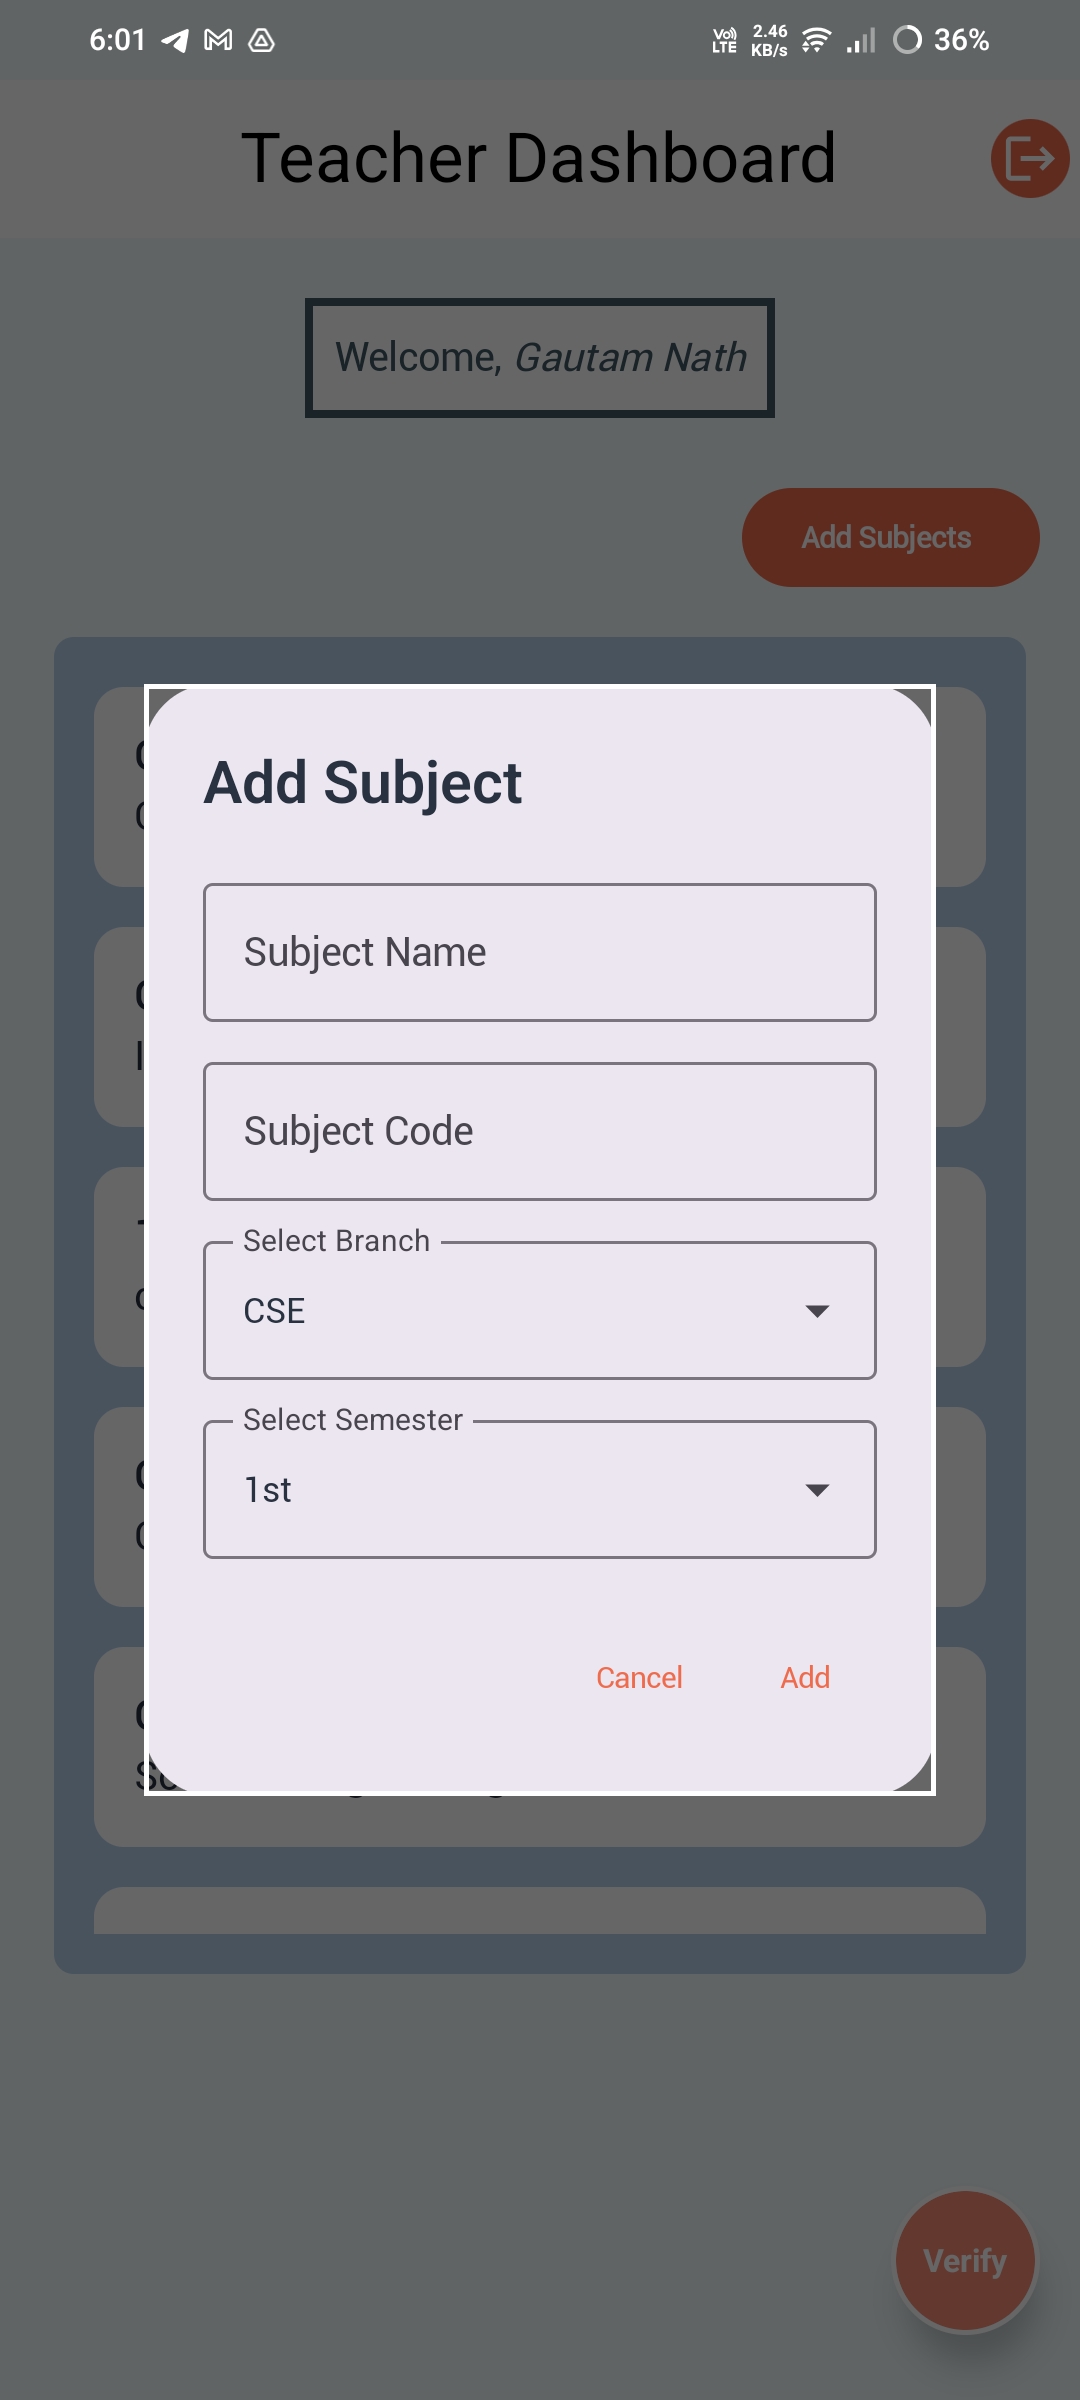 6:01 Vo) LTE 2.46 KB/s 36%
Teacher Dashboard
Welcome, Gautam Nath
Add Subjects
Add Subject
Subject Name
Subject Code
Select Branch
CSE
Select Semester
1st
Cancel Add
Verify